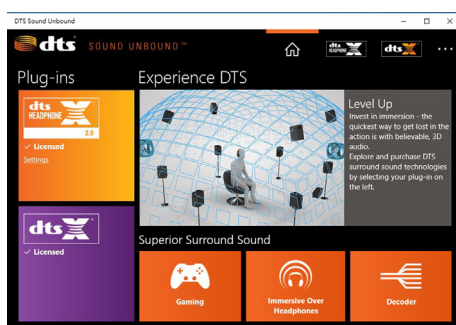 DTS Sound Unbound
dts SOUND UNBOUND™
dts HEADPHONE X
dts X
Plug-ins
dts
HEADPHONE X
2.0
✓ Licensed
Settings
dts X
✓ Licensed
Experience DTS
Level Up
Invest in immersion - the
quickest way to get lost in the
action is with believable, 3D
audio.
Explore and purchase DTS
surround sound technologies
by selecting your plug-in on
the left.
Superior Surround Sound
Gaming
Immersive Over
Headphones
Decoder